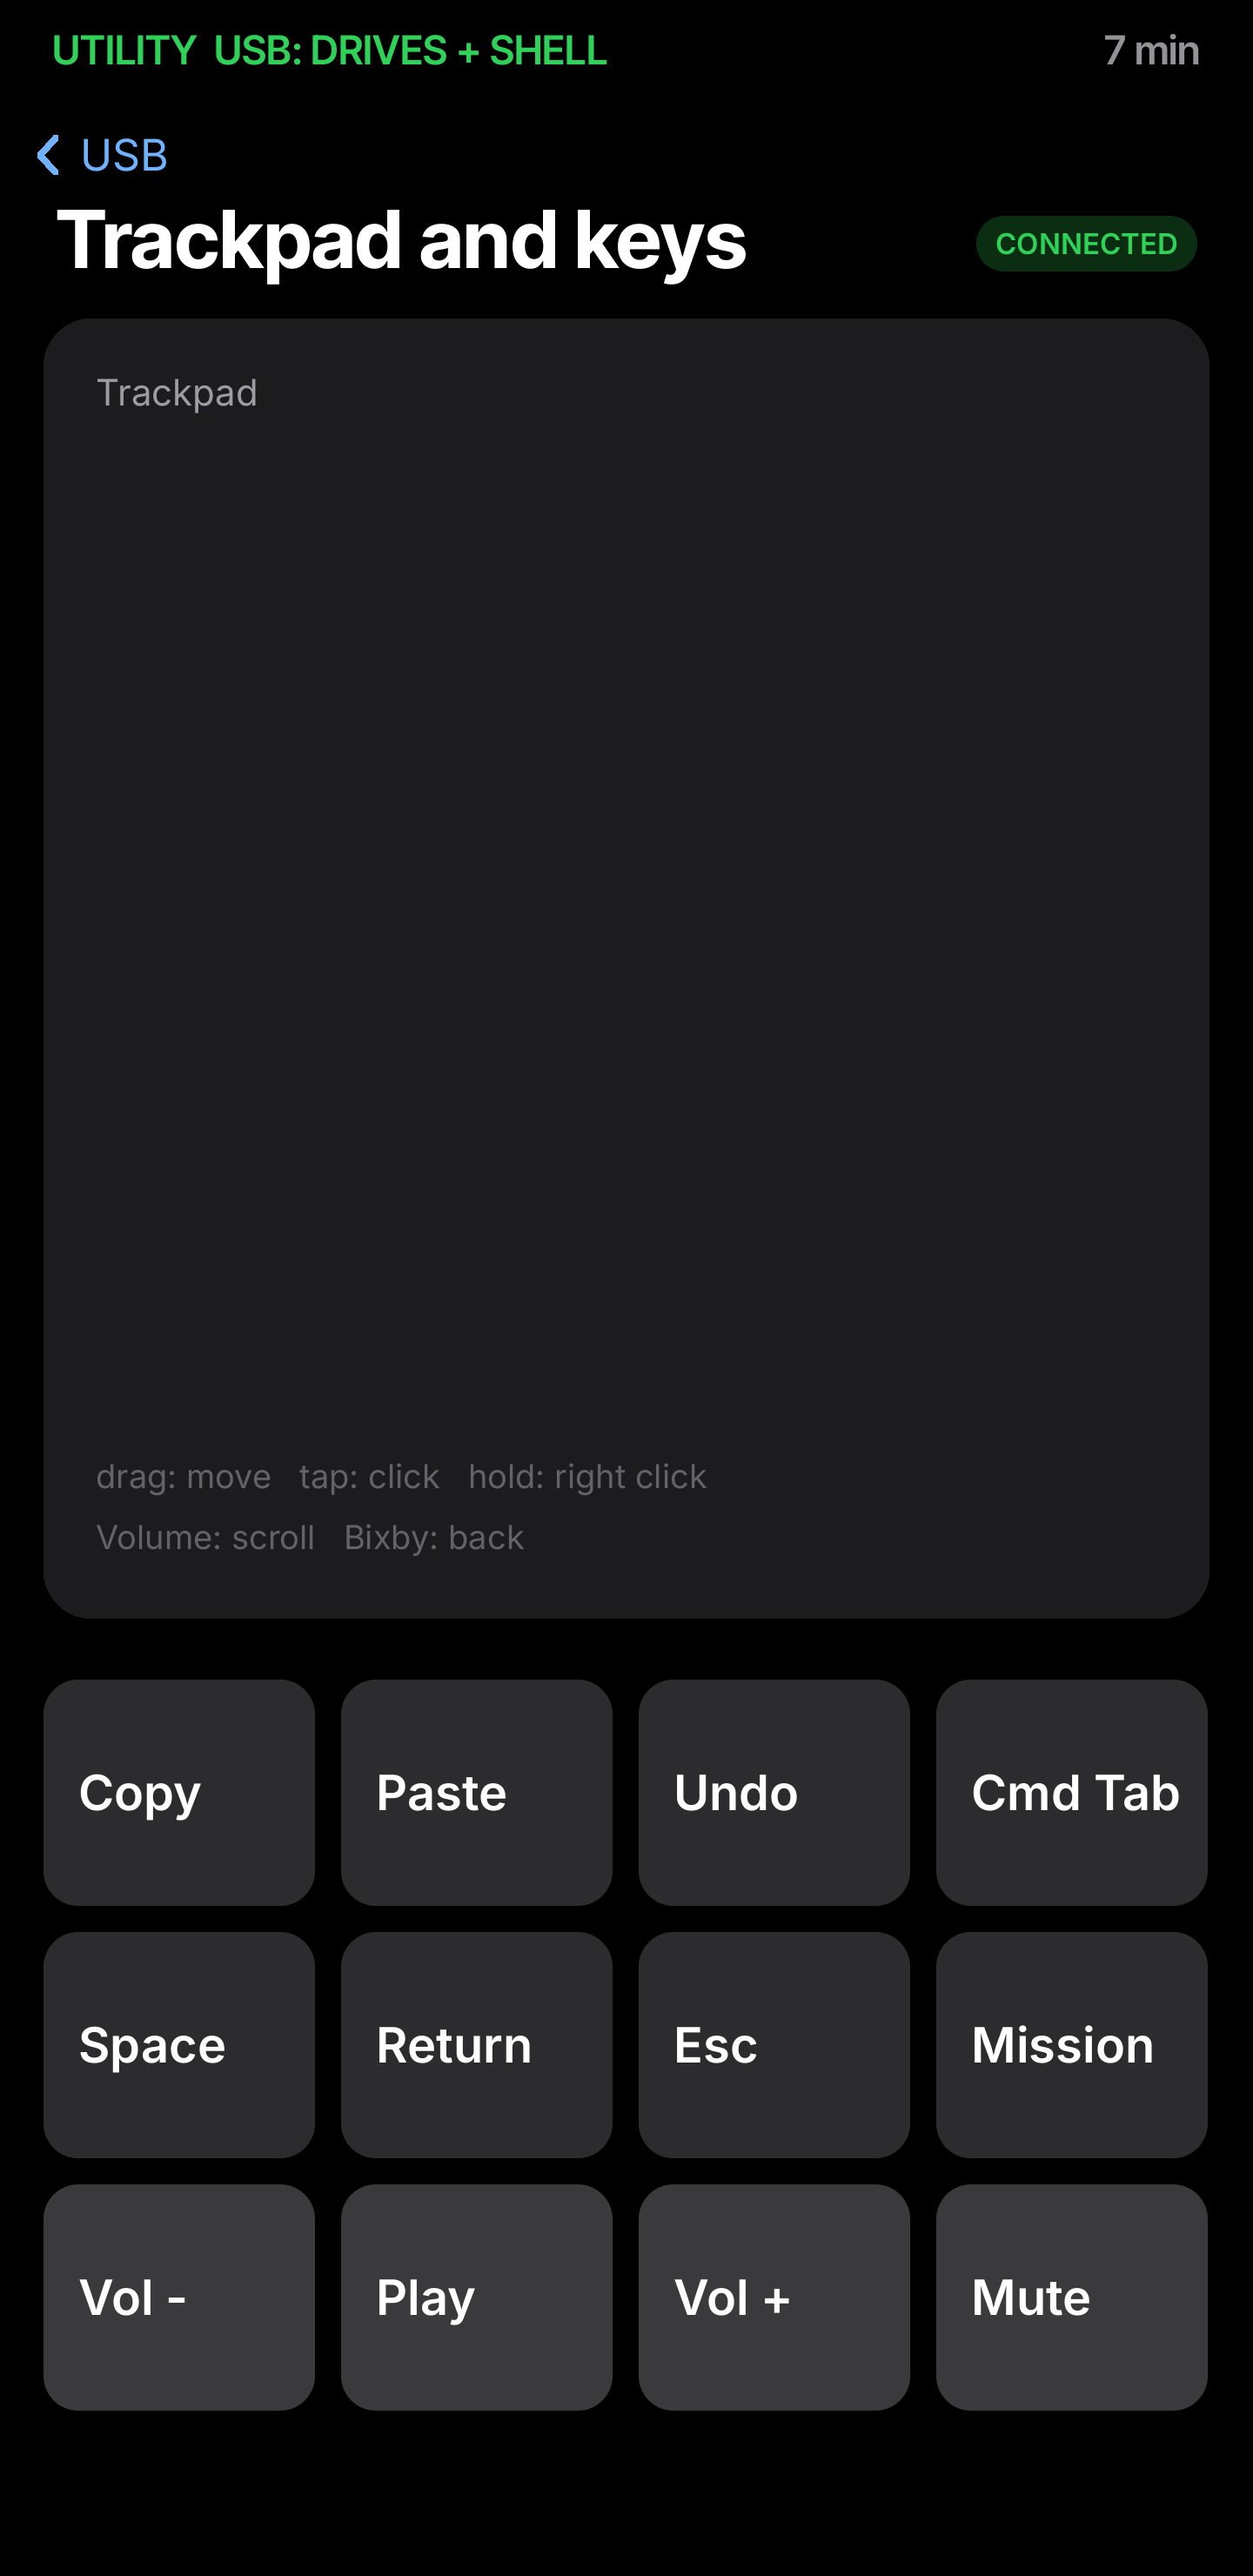 UTILITY USB: DRIVES + SHELL 7 min
USB
Trackpad and keys CONNECTED
Trackpad
drag: move tap: click hold: right click
Volume: scroll Bixby: back
Copy Paste Undo Cmd Tab
Space Return Esc Mission
Vol - Play Vol + Mute